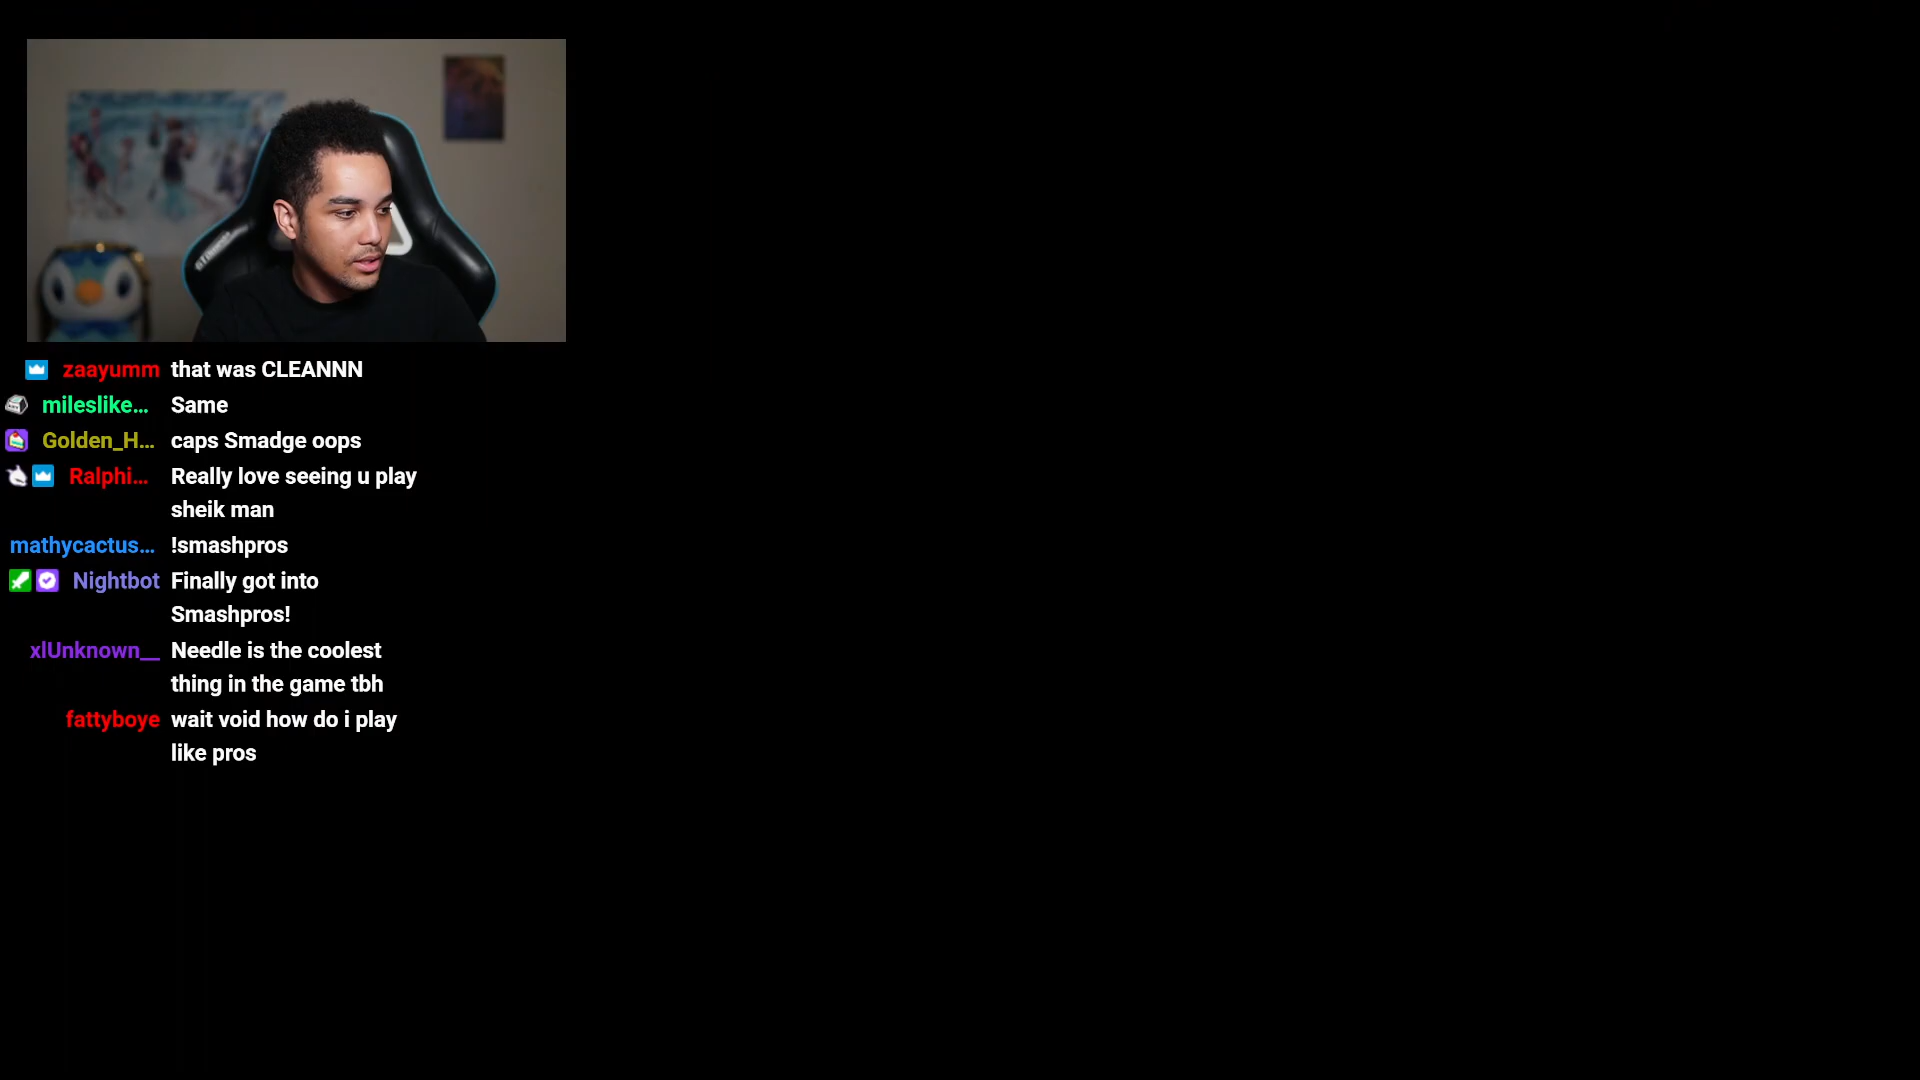 zaayumm that was CLEANNN
mileslike... Same
Golden_H... caps Smadge oops
Ralphi... Really love seeing u play
sheik man
mathycactus... !smashpros
Nightbot Finally got into
Smashpros!
xlUnknown__ Needle is the coolest
thing in the game tbh
fattyboye wait void how do i play
like pros